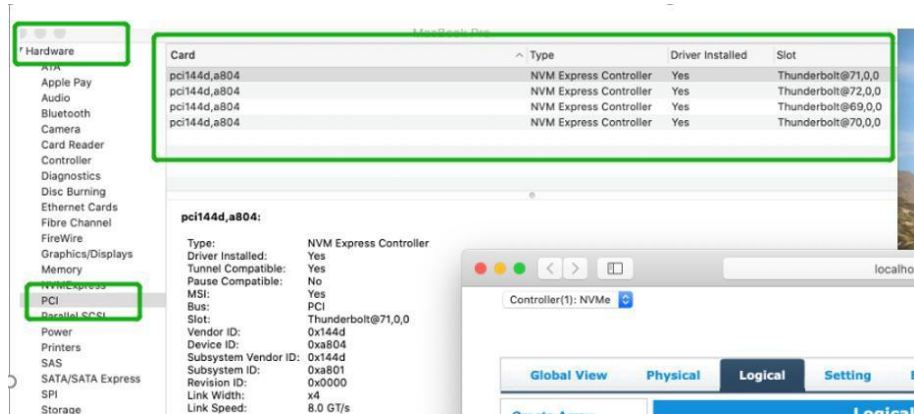 MacBook Pro
Hardware
ATA
Apple Pay
Audio
Bluetooth
Camera
Card Reader
Controller
Diagnostics
Disc Burning
Ethernet Cards
Fibre Channel
FireWire
Graphics/Displays
Memory
NVMExpress
PCI
Parallel SCSI
Power
Printers
SAS
SATA/SATA Express
SPI
Storage
Card Type Driver Installed Slot
pci144d,a804 NVM Express Controller Yes Thunderbolt@71,0,0
pci144d,a804 NVM Express Controller Yes Thunderbolt@72,0,0
pci144d,a804 NVM Express Controller Yes Thunderbolt@69,0,0
pci144d,a804 NVM Express Controller Yes Thunderbolt@70,0,0
pci144d,a804:
Type: NVM Express Controller
Driver Installed: Yes
Tunnel Compatible: Yes
Pause Compatible: No
MSI: Yes
Bus: PCI
Slot: Thunderbolt@71,0,0
Vendor ID: 0x144d
Device ID: 0xa804
Subsystem Vendor ID: 0x144d
Subsystem ID: 0xa801
Revision ID: 0x0000
Link Width: x4
Link Speed: 8.0 GT/s
localho
Controller(1): NVMe
Global View Physical Logical Setting
Create Array
Logical